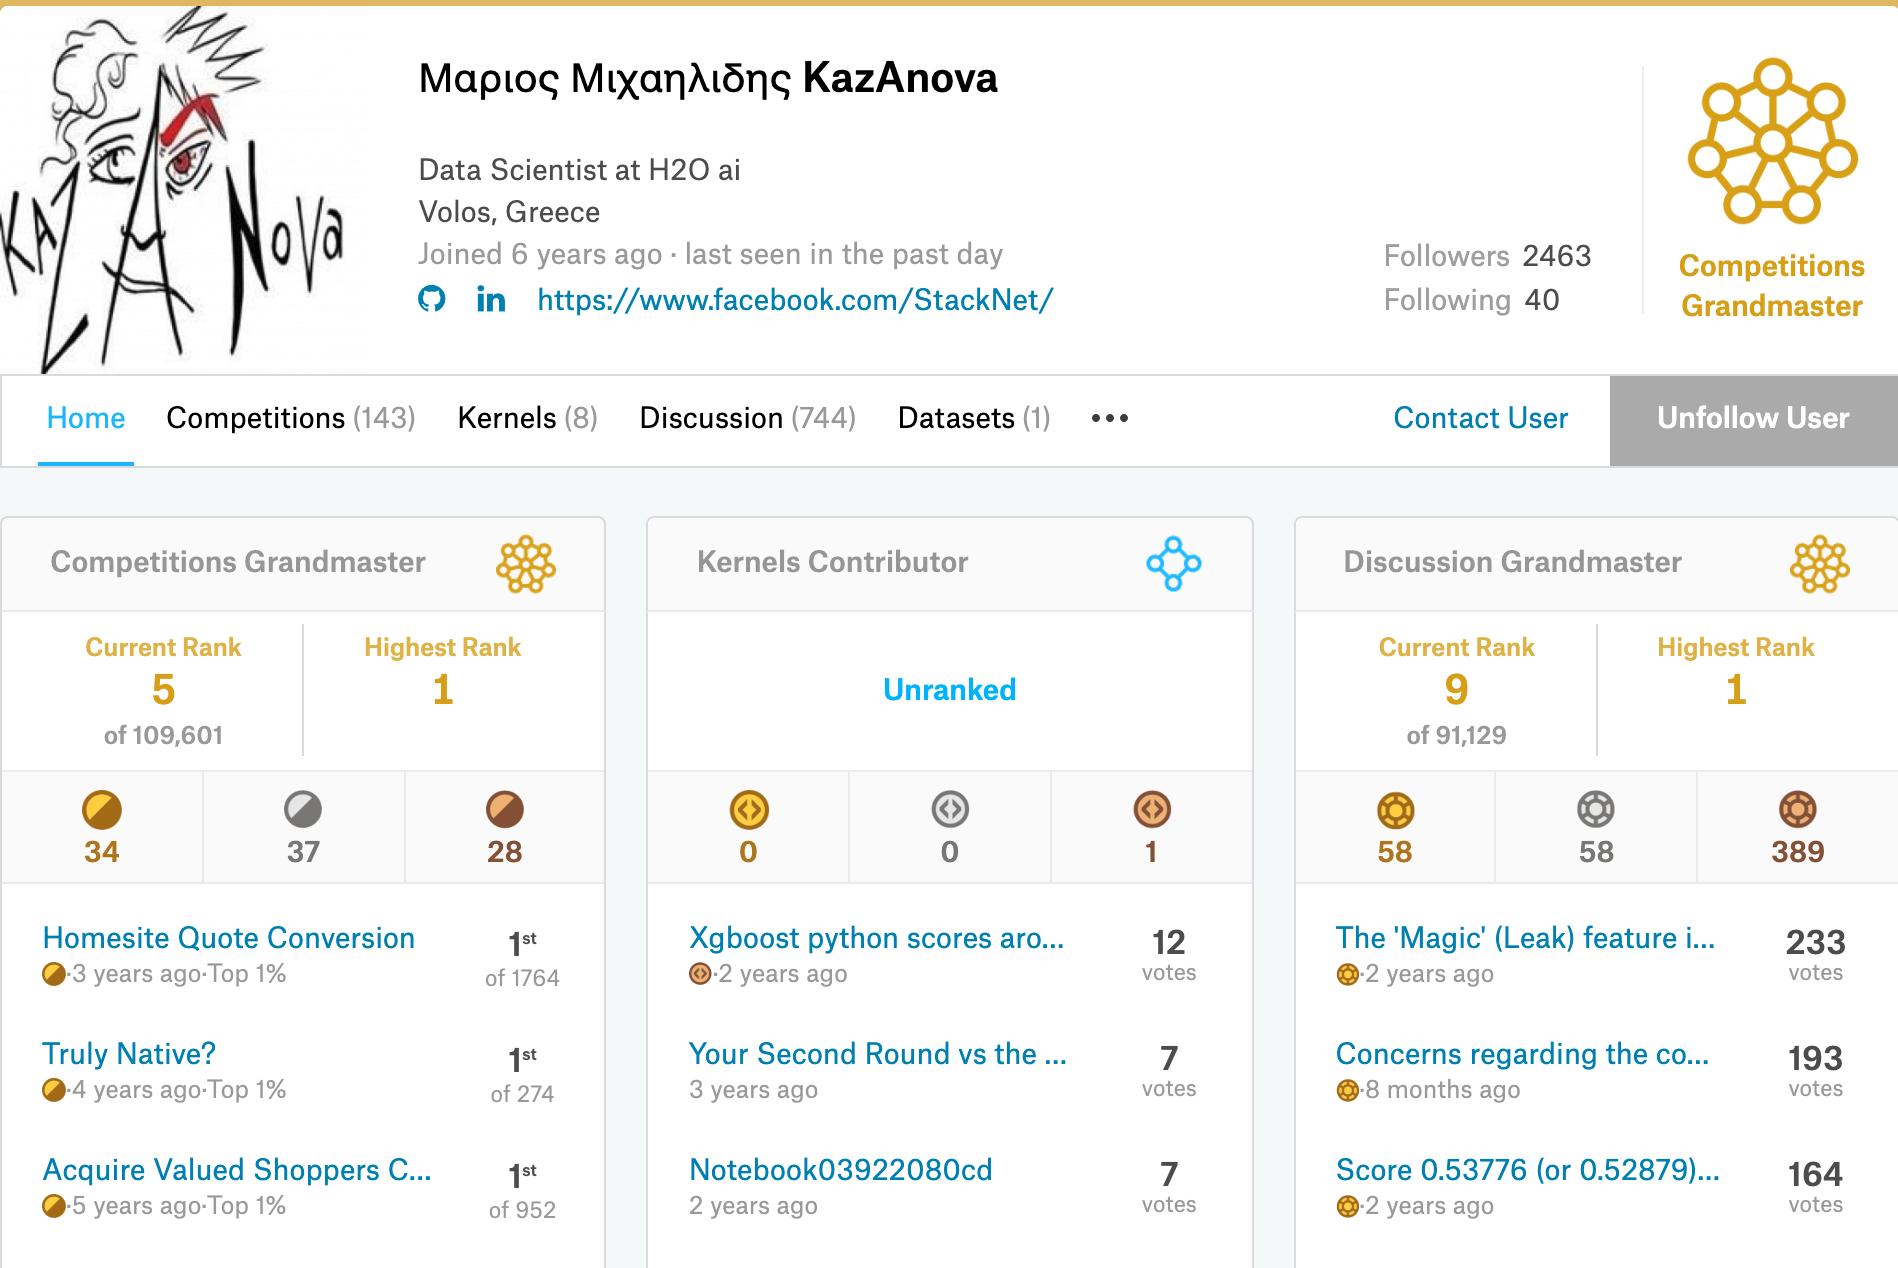 KAZANoVa
Μαριος Μιχαηλιδης KazAnova
Data Scientist at H2O ai
Volos, Greece
Joined 6 years ago · last seen in the past day
in https://www.facebook.com/StackNet/
Followers 2463
Following 40
Competitions
Grandmaster
Home Competitions (143) Kernels (8) Discussion (744) Datasets (1) •••
Contact User
Unfollow User
Competitions Grandmaster
Current Rank
5
of 109,601
Highest Rank
1
34 37 28
Homesite Quote Conversion
·3 years ago·Top 1%
1st
of 1764
Truly Native?
·4 years ago·Top 1%
1st
of 274
Acquire Valued Shoppers C...
·5 years ago·Top 1%
1st
of 952
Kernels Contributor
Unranked
0 0 1
Xgboost python scores aro...
·2 years ago
12
votes
Your Second Round vs the ...
3 years ago
7
votes
Notebook03922080cd
2 years ago
7
votes
Discussion Grandmaster
Current Rank
9
of 91,129
Highest Rank
1
58 58 389
The 'Magic' (Leak) feature i...
·2 years ago
233
votes
Concerns regarding the co...
·8 months ago
193
votes
Score 0.53776 (or 0.52879)...
·2 years ago
164
votes